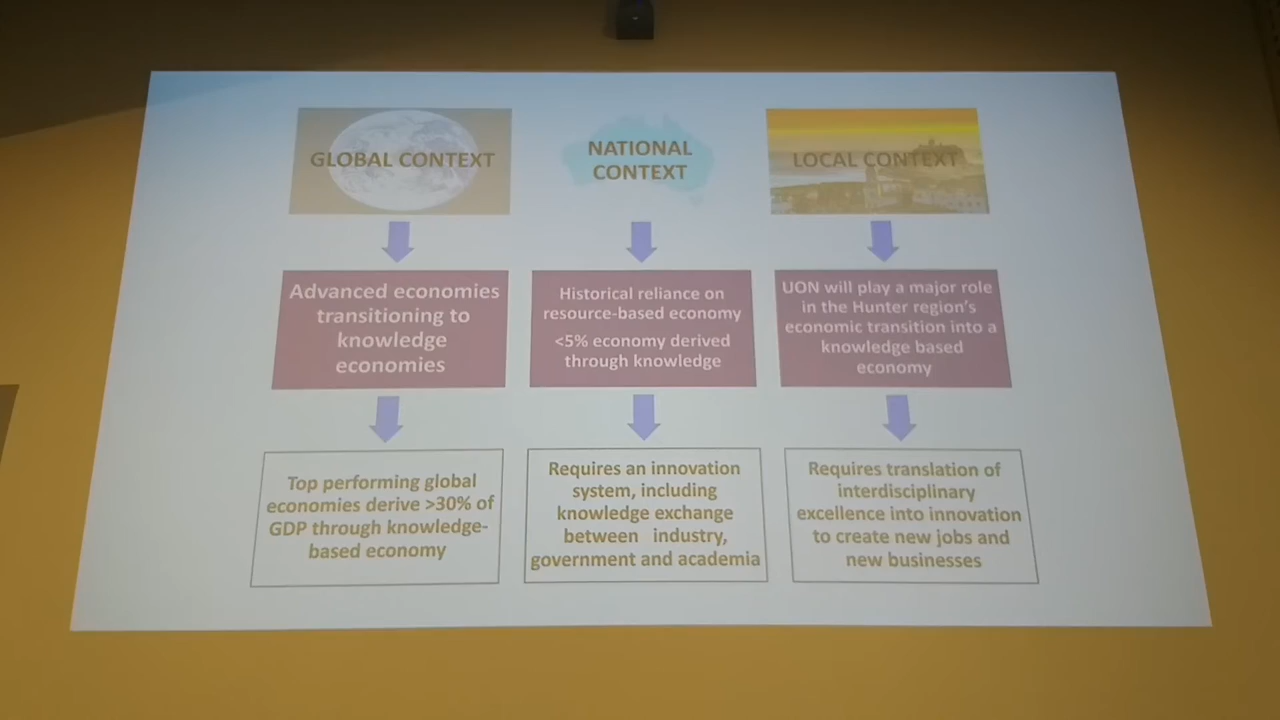 GLOBAL CONTEXT
NATIONAL
CONTEXT
LOCAL CONTEXT
Advanced economies
transitioning to
knowledge
economies
Historical reliance on
resource-based economy
<5% economy derived
through knowledge
UON will play a major role
in the Hunter region's
economic transition into a
knowledge based
economy
Top performing global
economies derive >30% of
GDP through knowledge-
based economy
Requires an innovation
system, including
knowledge exchange
between industry,
government and academia
Requires translation of
interdisciplinary
excellence into innovation
to create new jobs and
new businesses